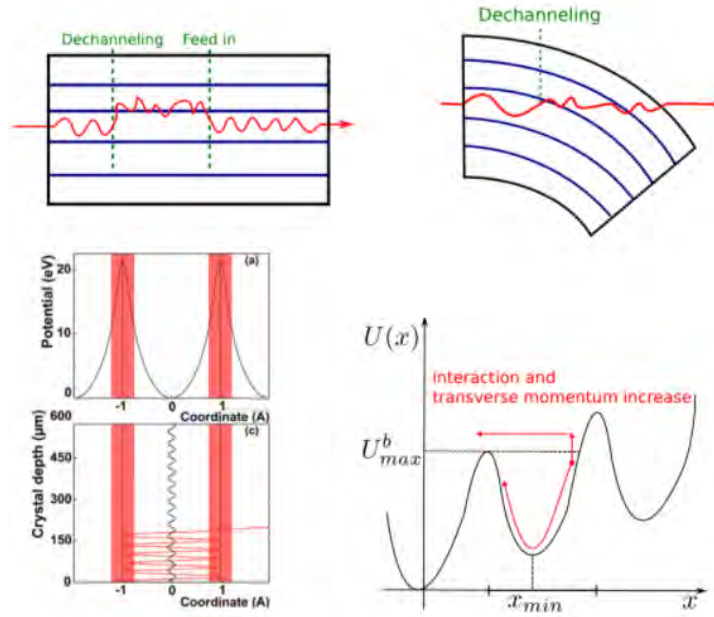 Dechanneling Feed in
Dechanneling
(a)
Potential (eV)
20
10
0
-1 0 1
Coordinate (A)
(c)
Crystal depth (μm)
600
450
300
150
0
-1 0 1
Coordinate (A)
U(x)
interaction and
transverse momentum increase
U^b_max
x_min
x